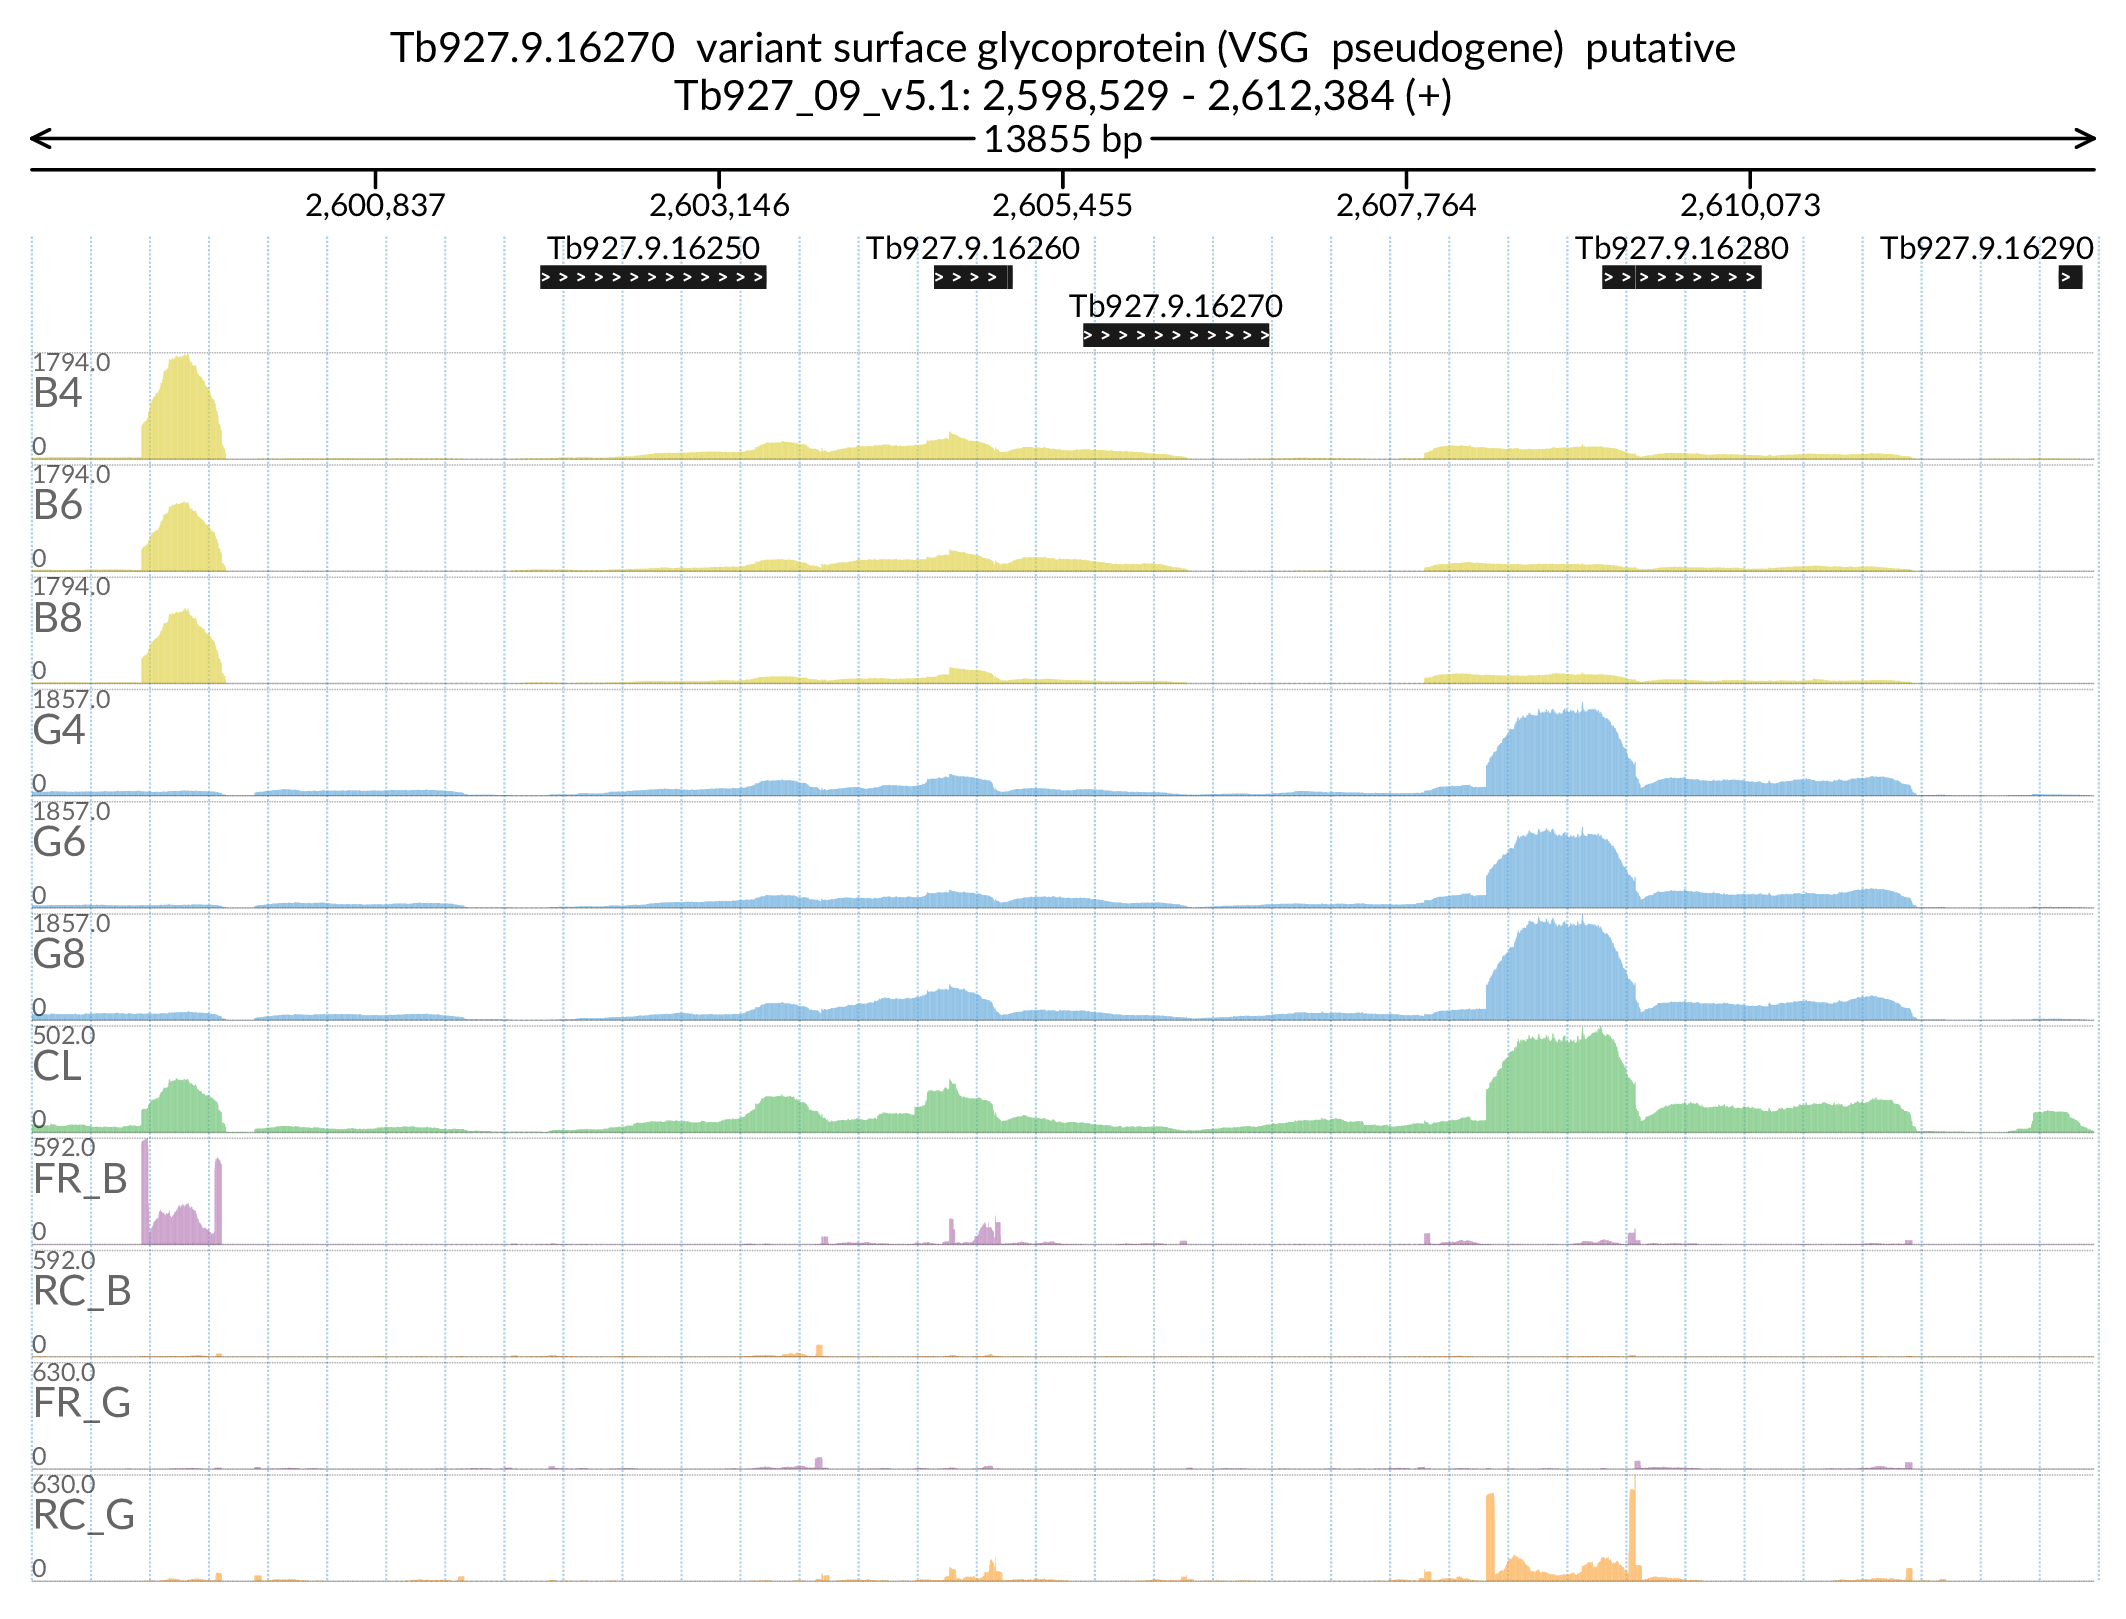 Tb927.9.16270  variant surface glycoprotein (VSG  pseudogene)  putative
Tb927_09_v5.1: 2,598,529 - 2,612,384 (+)
13855 bp
2,600,837 2,603,146 2,605,455 2,607,764 2,610,073
Tb927.9.16250 Tb927.9.16260 Tb927.9.16280 Tb927.9.16290
Tb927.9.16270
1794.0
B4
0
1794.0
B6
0
1794.0
B8
0
1857.0
G4
0
1857.0
G6
0
1857.0
G8
0
502.0
CL
0
592.0
FR_B
0
592.0
RC_B
0
630.0
FR_G
0
630.0
RC_G
0